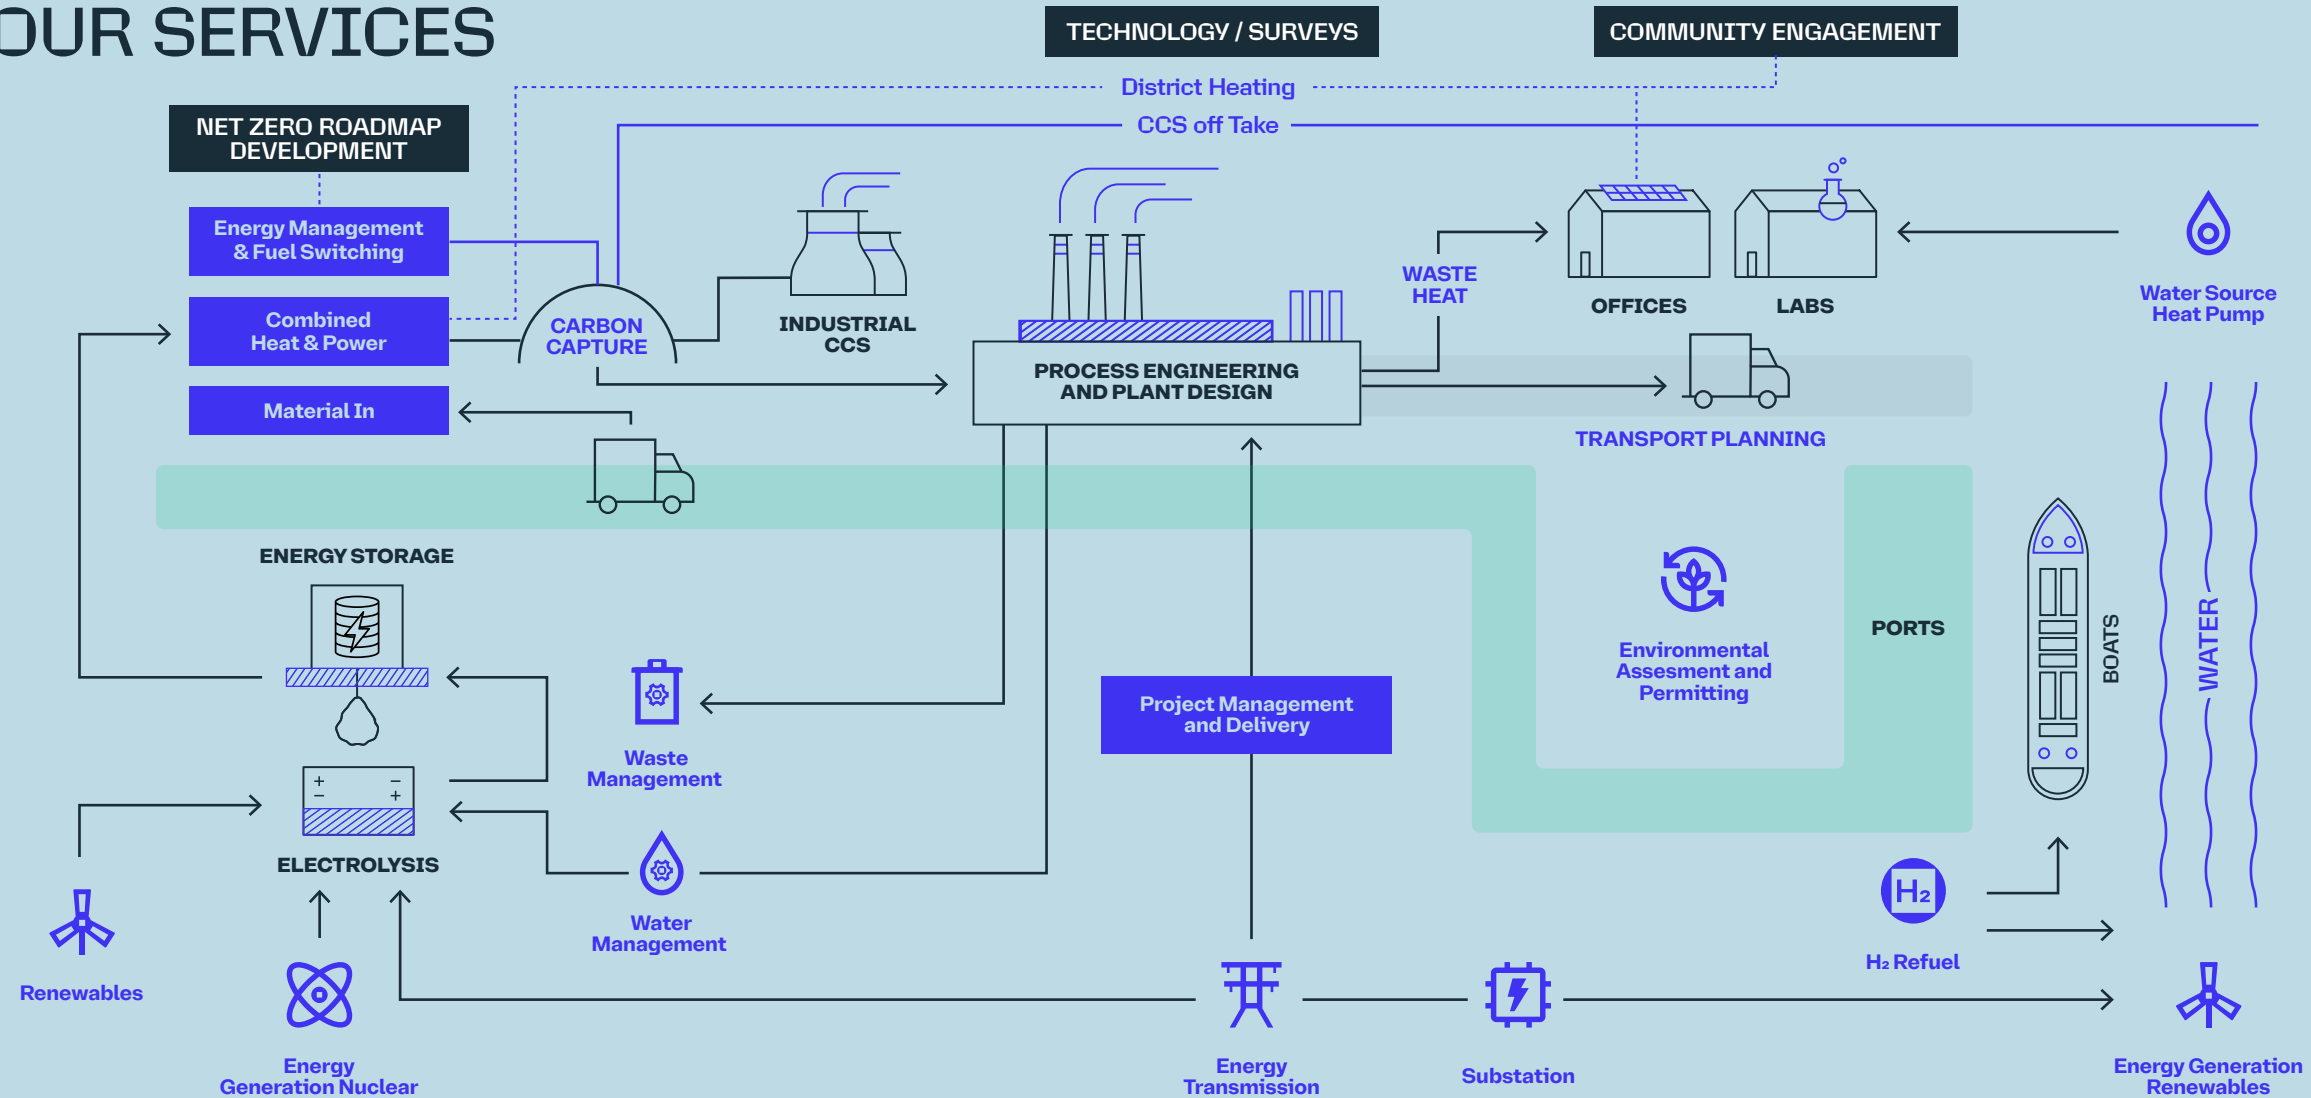 OUR SERVICES
TECHNOLOGY / SURVEYS
COMMUNITY ENGAGEMENT
District Heating
CCS off Take
NET ZERO ROADMAP
DEVELOPMENT
Energy Management
& Fuel Switching
Combined
Heat & Power
Material In
CARBON
CAPTURE
INDUSTRIAL
CCS
PROCESS ENGINEERING
AND PLANT DESIGN
WASTE
HEAT
OFFICES
LABS
Water Source
Heat Pump
TRANSPORT PLANNING
ENERGY STORAGE
+ −
− +
ELECTROLYSIS
Waste
Management
Water
Management
Project Management
and Delivery
Environmental
Assesment and
Permitting
PORTS
BOATS
WATER
H₂
H₂ Refuel
Renewables
Energy
Generation Nuclear
Energy
Transmission
Substation
Energy Generation
Renewables